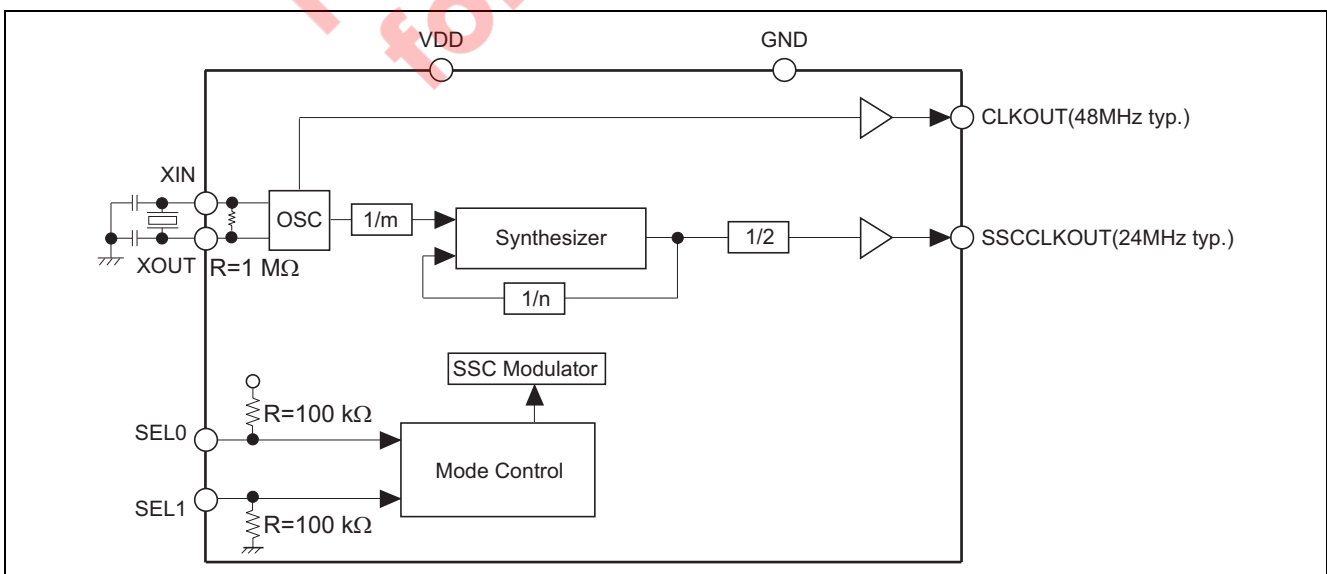 VDD
GND
CLKOUT(48MHz typ.)
XIN
OSC
1/m
Synthesizer
1/2
SSCCLKOUT(24MHz typ.)
XOUT
R=1 MΩ
1/n
SSC Modulator
R=100 kΩ
SEL0
Mode Control
SEL1
R=100 kΩ
fo